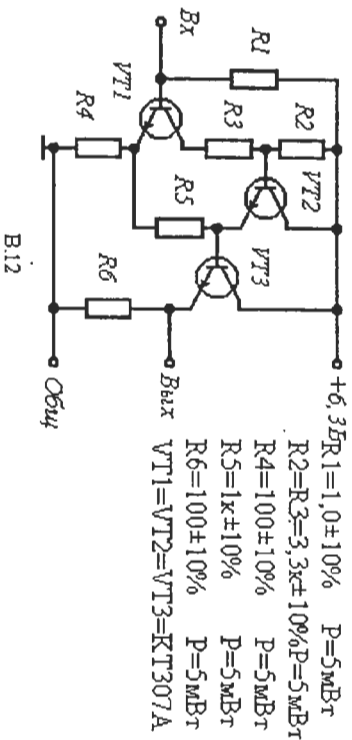 +6,3В
R1
R2
R3
VT2
VT1
Вх
R5
VT3
R4
R6
Вых
Общ
В.12
R1=1,0±10% P=5мВт
R2=R3=3,3к±10%P=5мВт
R4=100±10% P=5мВт
R5=1к±10% P=5мВт
R6=100±10% P=5мВт
VT1=VT2=VT3=КТ307А